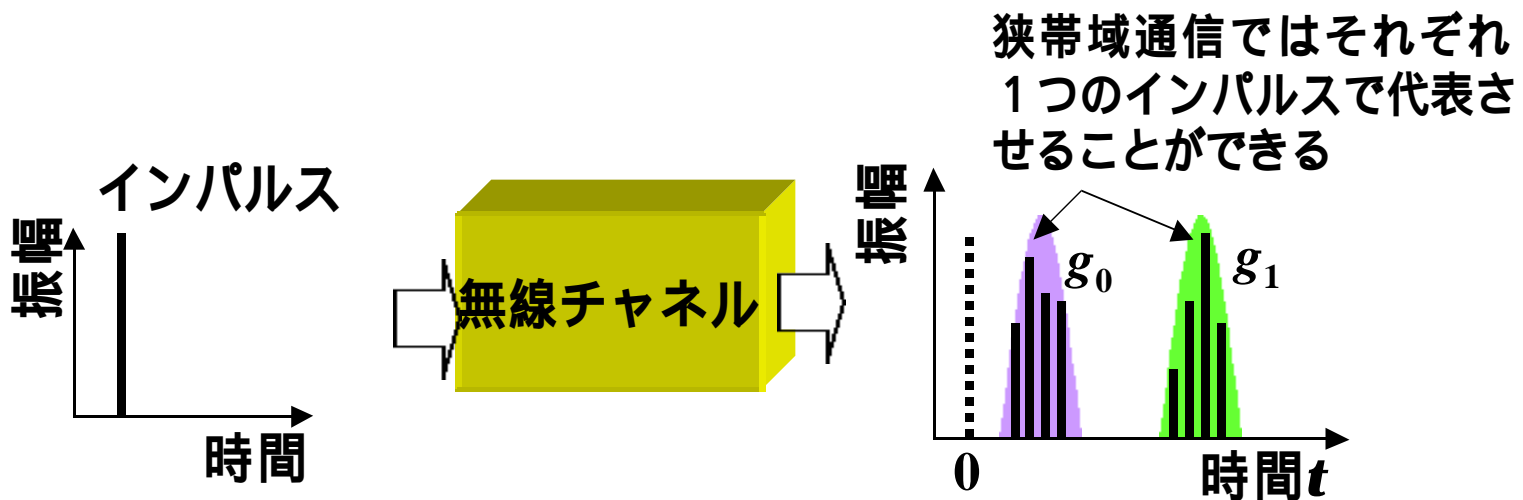 狭帯域通信ではそれぞれ
１つのインパルスで代表さ
せることができる
インパルス
振幅
時間
無線チャネル
振幅
g0
g1
0
時間t